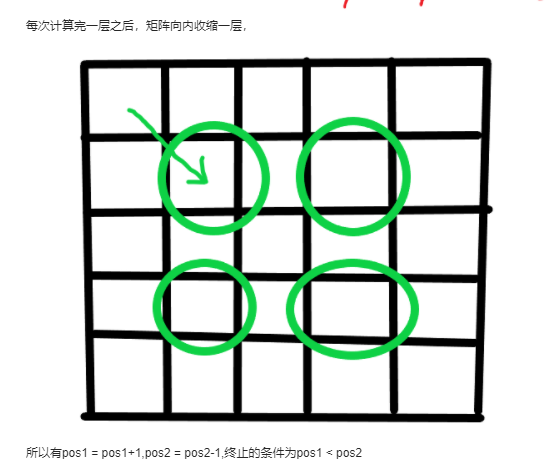 每次计算完一层之后，矩阵向内收缩一层，
所以有pos1 = pos1+1,pos2 = pos2-1,终止的条件为pos1 < pos2